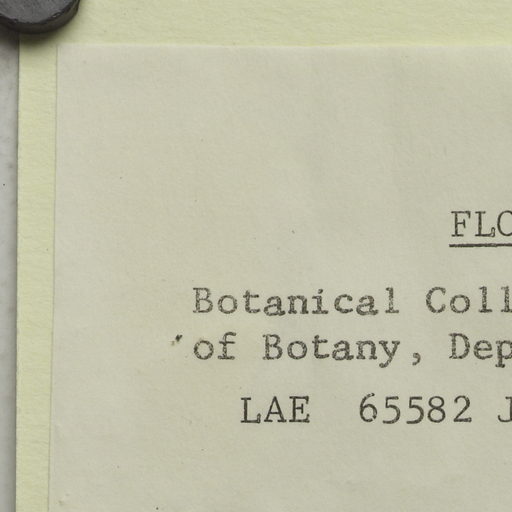 FLO
Botanical Coll
of Botany, Dep
LAE 65582 J